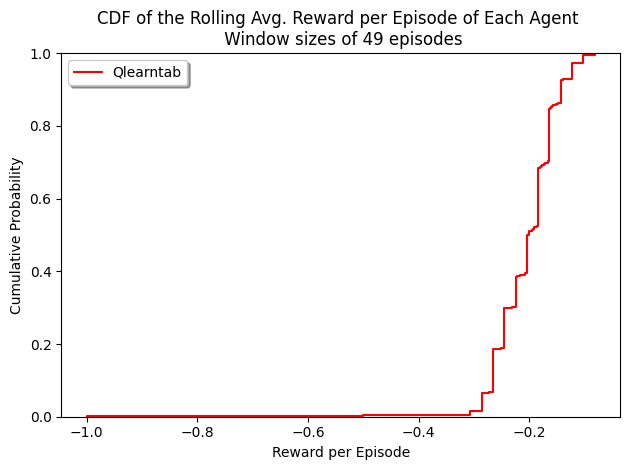 CDF of the Rolling Avg. Reward per Episode of Each Agent
Window sizes of 49 episodes
Qlearntab
1.0
0.8
0.6
0.4
0.2
0.0
Cumulative Probability
−1.0 −0.8 −0.6 −0.4 −0.2
Reward per Episode